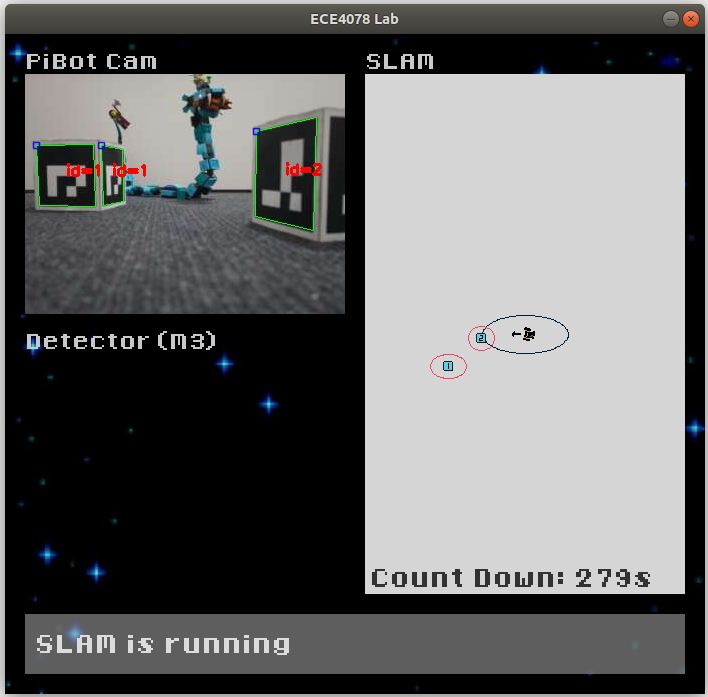 ECE4078 Lab
PiBot Cam
SLAM
id=1
id=1
id=2
2
1
Detector (M3)
Count Down: 279s
SLAM is running